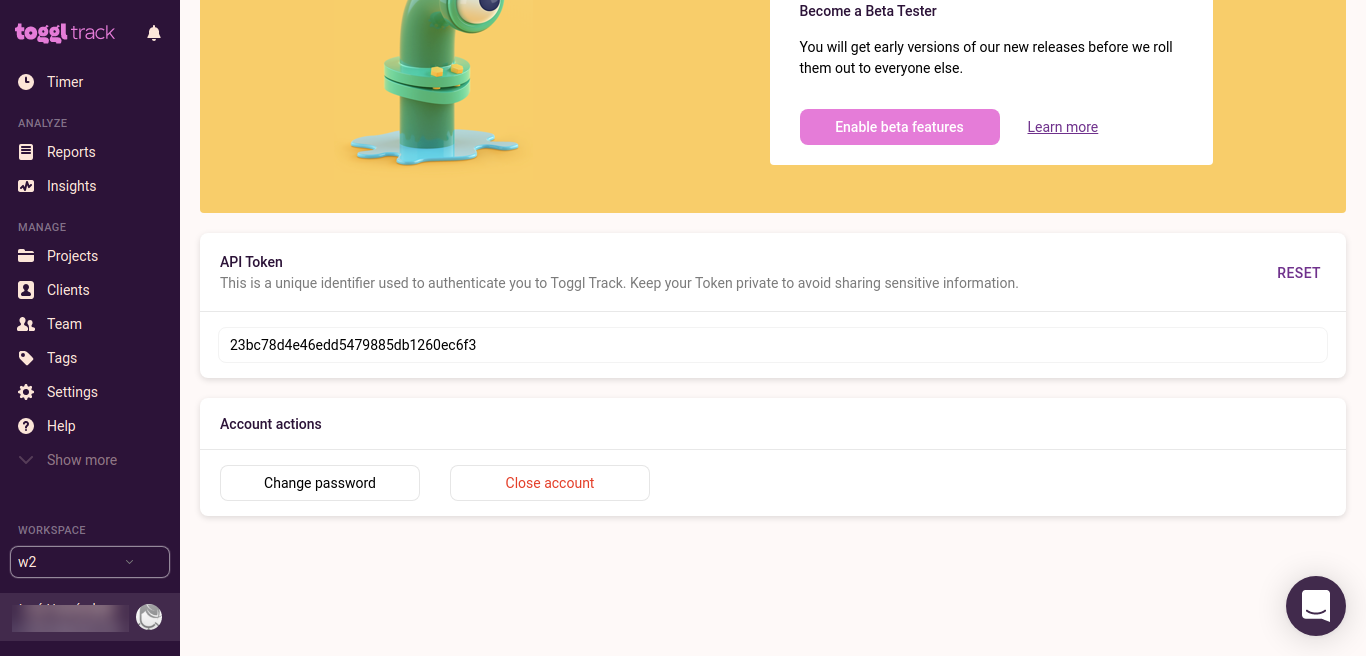 toggl track
Timer
ANALYZE
Reports
Insights
MANAGE
Projects
Clients
Team
Tags
Settings
Help
Show more
WORKSPACE
w2
Become a Beta Tester
You will get early versions of our new releases before we roll
them out to everyone else.
Enable beta features
Learn more
API Token
This is a unique identifier used to authenticate you to Toggl Track. Keep your Token private to avoid sharing sensitive information.
RESET
23bc78d4e46edd5479885db1260ec6f3
Account actions
Change password
Close account